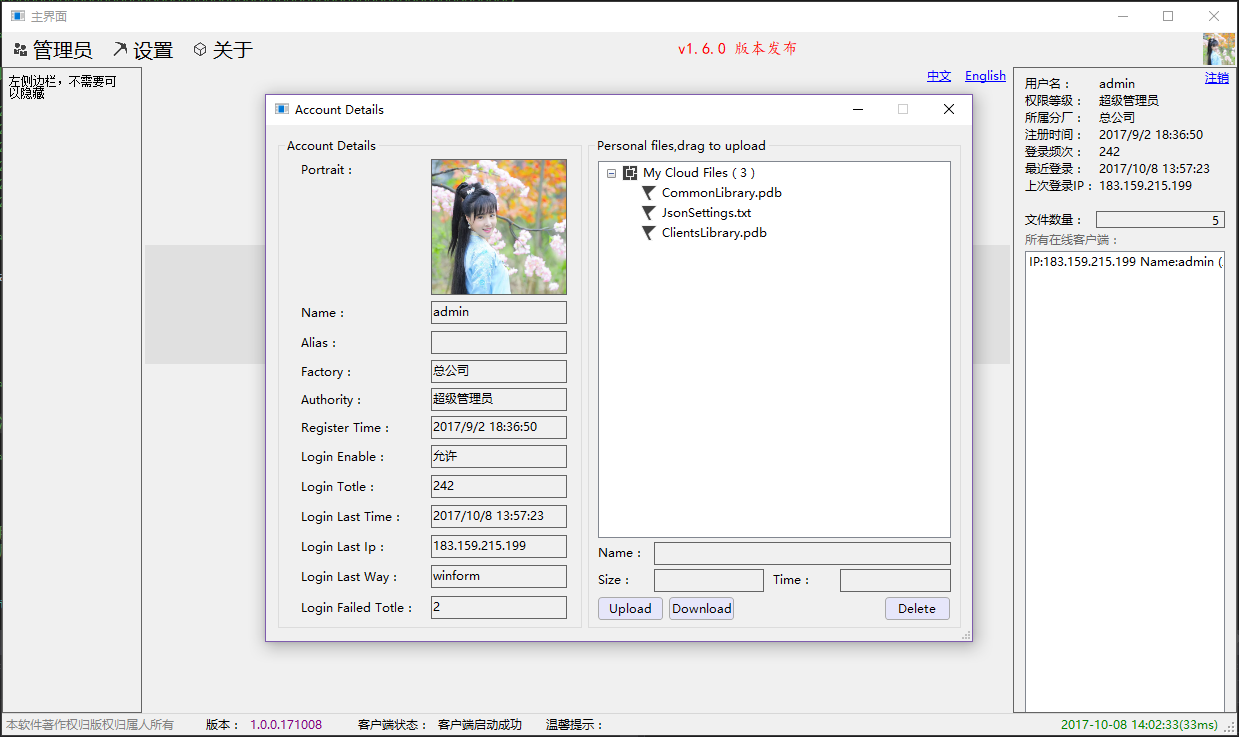 主界面
管理员 设置 关于
v1.6.0 版本发布
左侧边栏，不需要可
以隐藏
中文 English
Account Details
Account Details
Portrait :
Name : admin
Alias :
Factory : 总公司
Authority : 超级管理员
Register Time : 2017/9/2 18:36:50
Login Enable : 允许
Login Totle : 242
Login Last Time : 2017/10/8 13:57:23
Login Last Ip : 183.159.215.199
Login Last Way : winform
Login Failed Totle : 2
Personal files,drag to upload
My Cloud Files ( 3 )
CommonLibrary.pdb
JsonSettings.txt
ClientsLibrary.pdb
Name :
Size : Time :
Upload Download Delete
用户名： admin 注销
权限等级： 超级管理员
所属分厂： 总公司
注册时间： 2017/9/2 18:36:50
登录频次： 242
最近登录： 2017/10/8 13:57:23
上次登录IP： 183.159.215.199
文件数量： 5
所有在线客户端：
IP:183.159.215.199 Name:admin (
本软件著作权归版权归属人所有 版本： 1.0.0.171008 客户端状态： 客户端启动成功 温馨提示： 2017-10-08 14:02:33(33ms)